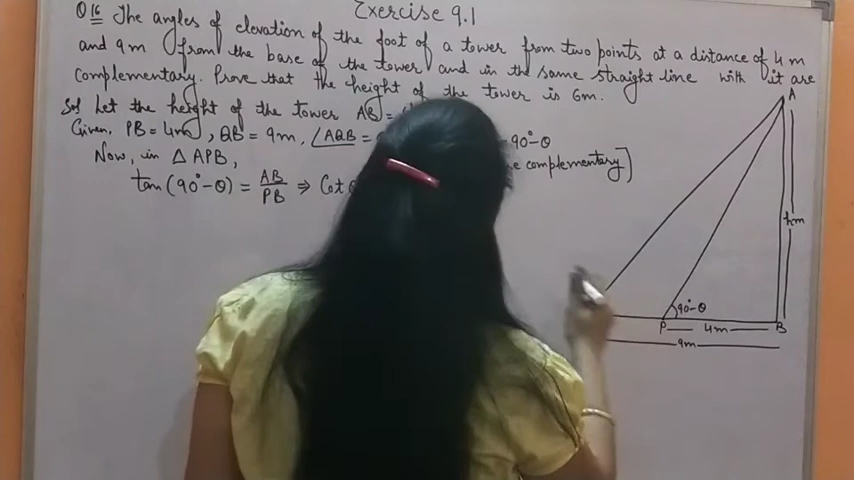 Exercise 9.1
Q16 The angles of elevation of the foot of a tower from two points at a distance of 4m
and 9m from the base of the tower and in the same straight line with it are
complementary. Prove that the height of the tower is 6m.
Sol Let the height of the tower AB =
Given, PB = 4m, QB = 9m, ∠AQB = 90°-θ
Now, in △ APB, complementary]
tan (90°-θ) = AB/PB ⇒ Cot
A
hm
90°-θ
P 4m B
9m